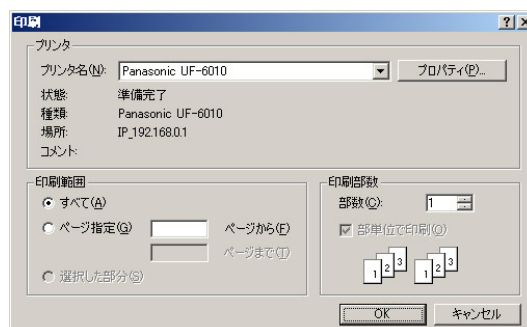 印刷
プリンタ
プリンタ名(N): Panasonic UF-6010 プロパティ(P)...
状態: 準備完了
種類: Panasonic UF-6010
場所: IP_192.168.0.1
コメント:
印刷範囲
すべて(A)
ページ指定(G) ページから(F)
ページまで(T)
選択した部分(S)
印刷部数
部数(C): 1
部単位で印刷(O)
1 2 3 1 2 3
OK キャンセル